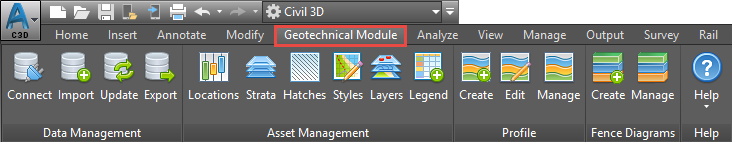 A C3D Civil 3D
Home Insert Annotate Modify Geotechnical Module Analyze View Manage Output Survey Rail
Connect Import Update Export Locations Strata Hatches Styles Layers Legend Create Edit Manage Create Manage Help
Data Management Asset Management Profile Fence Diagrams Help